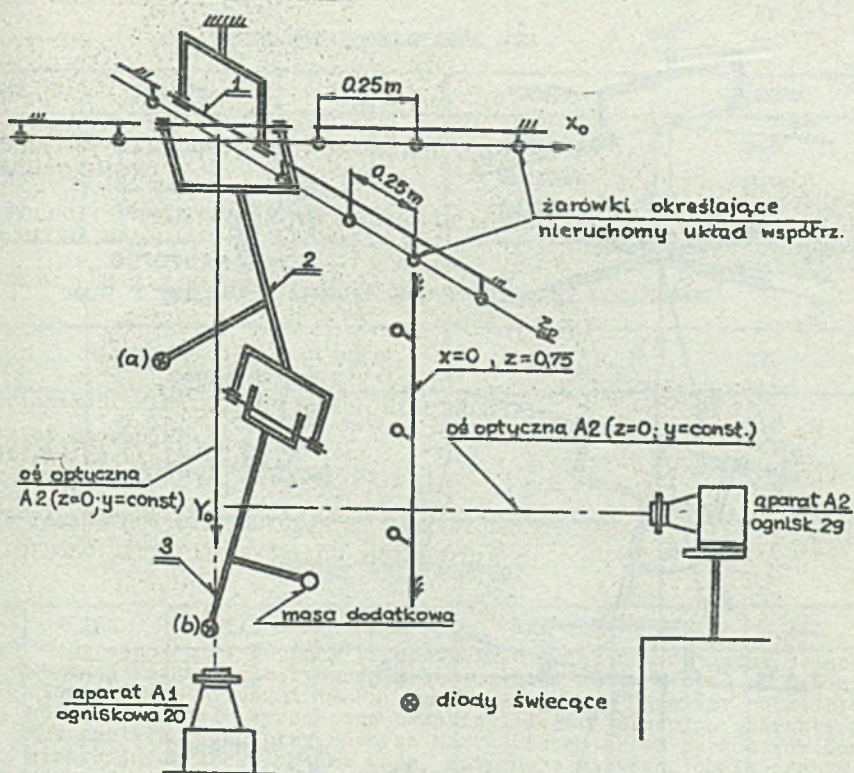 1
0.25m
x₀
0.25m
żarówki określające
nieruchomy układ współrz.
2
(a)
x=0, z=0,75
oś optyczna A2 (z=0; y=const.)
oś optyczna
A2 (z=0; y=const)
Y₀
aparat A2
ognisk. 29
3
(b)
masa dodatkowa
aparat A1
ogniskowa 20
diody świecące